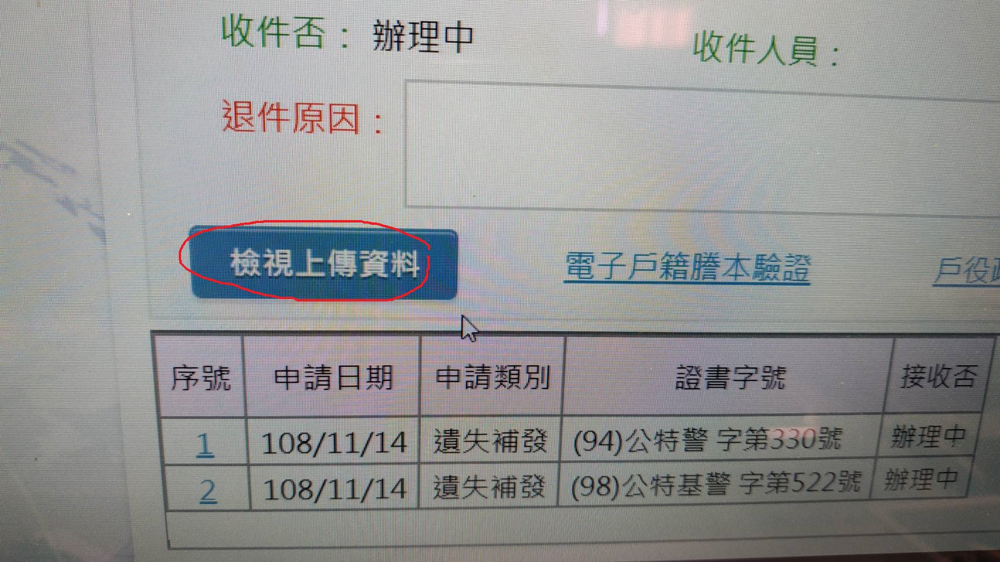 收件否： 辦理中 收件人員：
退件原因：
檢視上傳資料 電子戶籍謄本驗證 戶役
序號 申請日期 申請類別 證書字號 接收否
1 108/11/14 遺失補發 (94)公特警 字第330號 辦理中
2 108/11/14 遺失補發 (98)公特基警 字第522號 辦理中